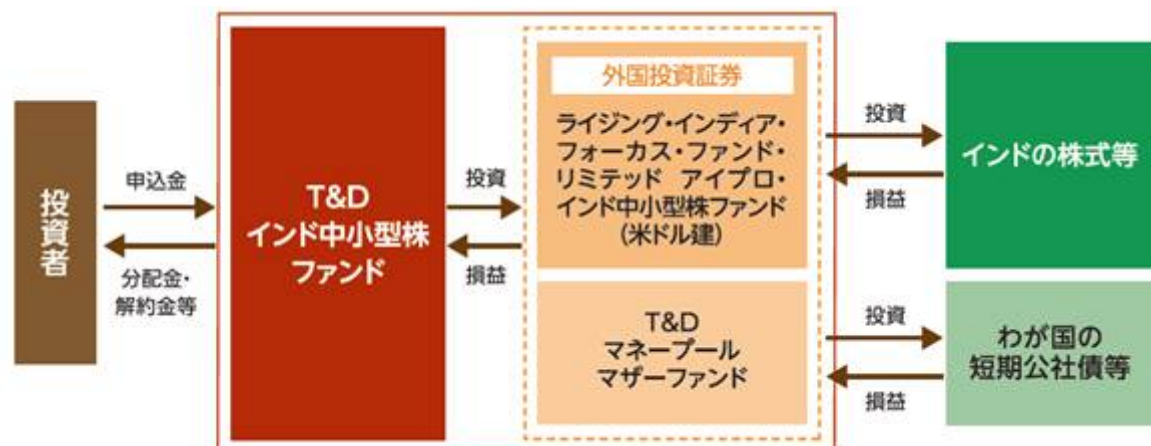 投資者
申込金
分配金・
解約金等
T&D
インド中小型株
ファンド
投資
損益
外国投資証券
ライジング・インディア・
フォーカス・ファンド・
リミテッド アイプロ・
インド中小型株ファンド
(米ドル建)
T&D
マネープール
マザーファンド
投資
損益
インドの株式等
投資
損益
わが国の
短期公社債等